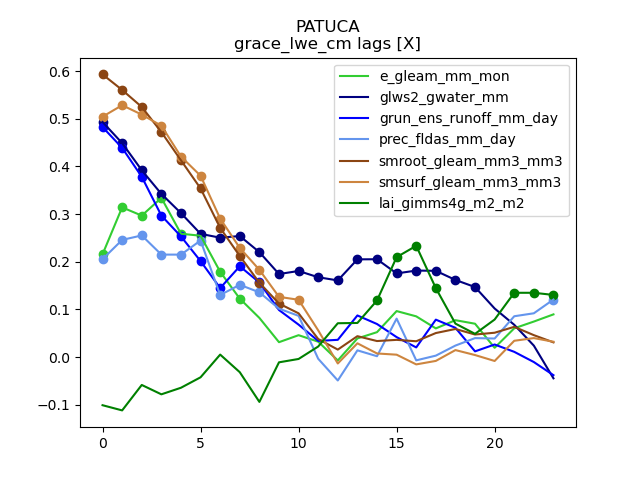 PATUCA
grace_lwe_cm lags [X]
0.6
0.5
0.4
0.3
0.2
0.1
0.0
−0.1
0
5
10
15
20
e_gleam_mm_mon
glws2_gwater_mm
grun_ens_runoff_mm_day
prec_fldas_mm_day
smroot_gleam_mm3_mm3
smsurf_gleam_mm3_mm3
lai_gimms4g_m2_m2